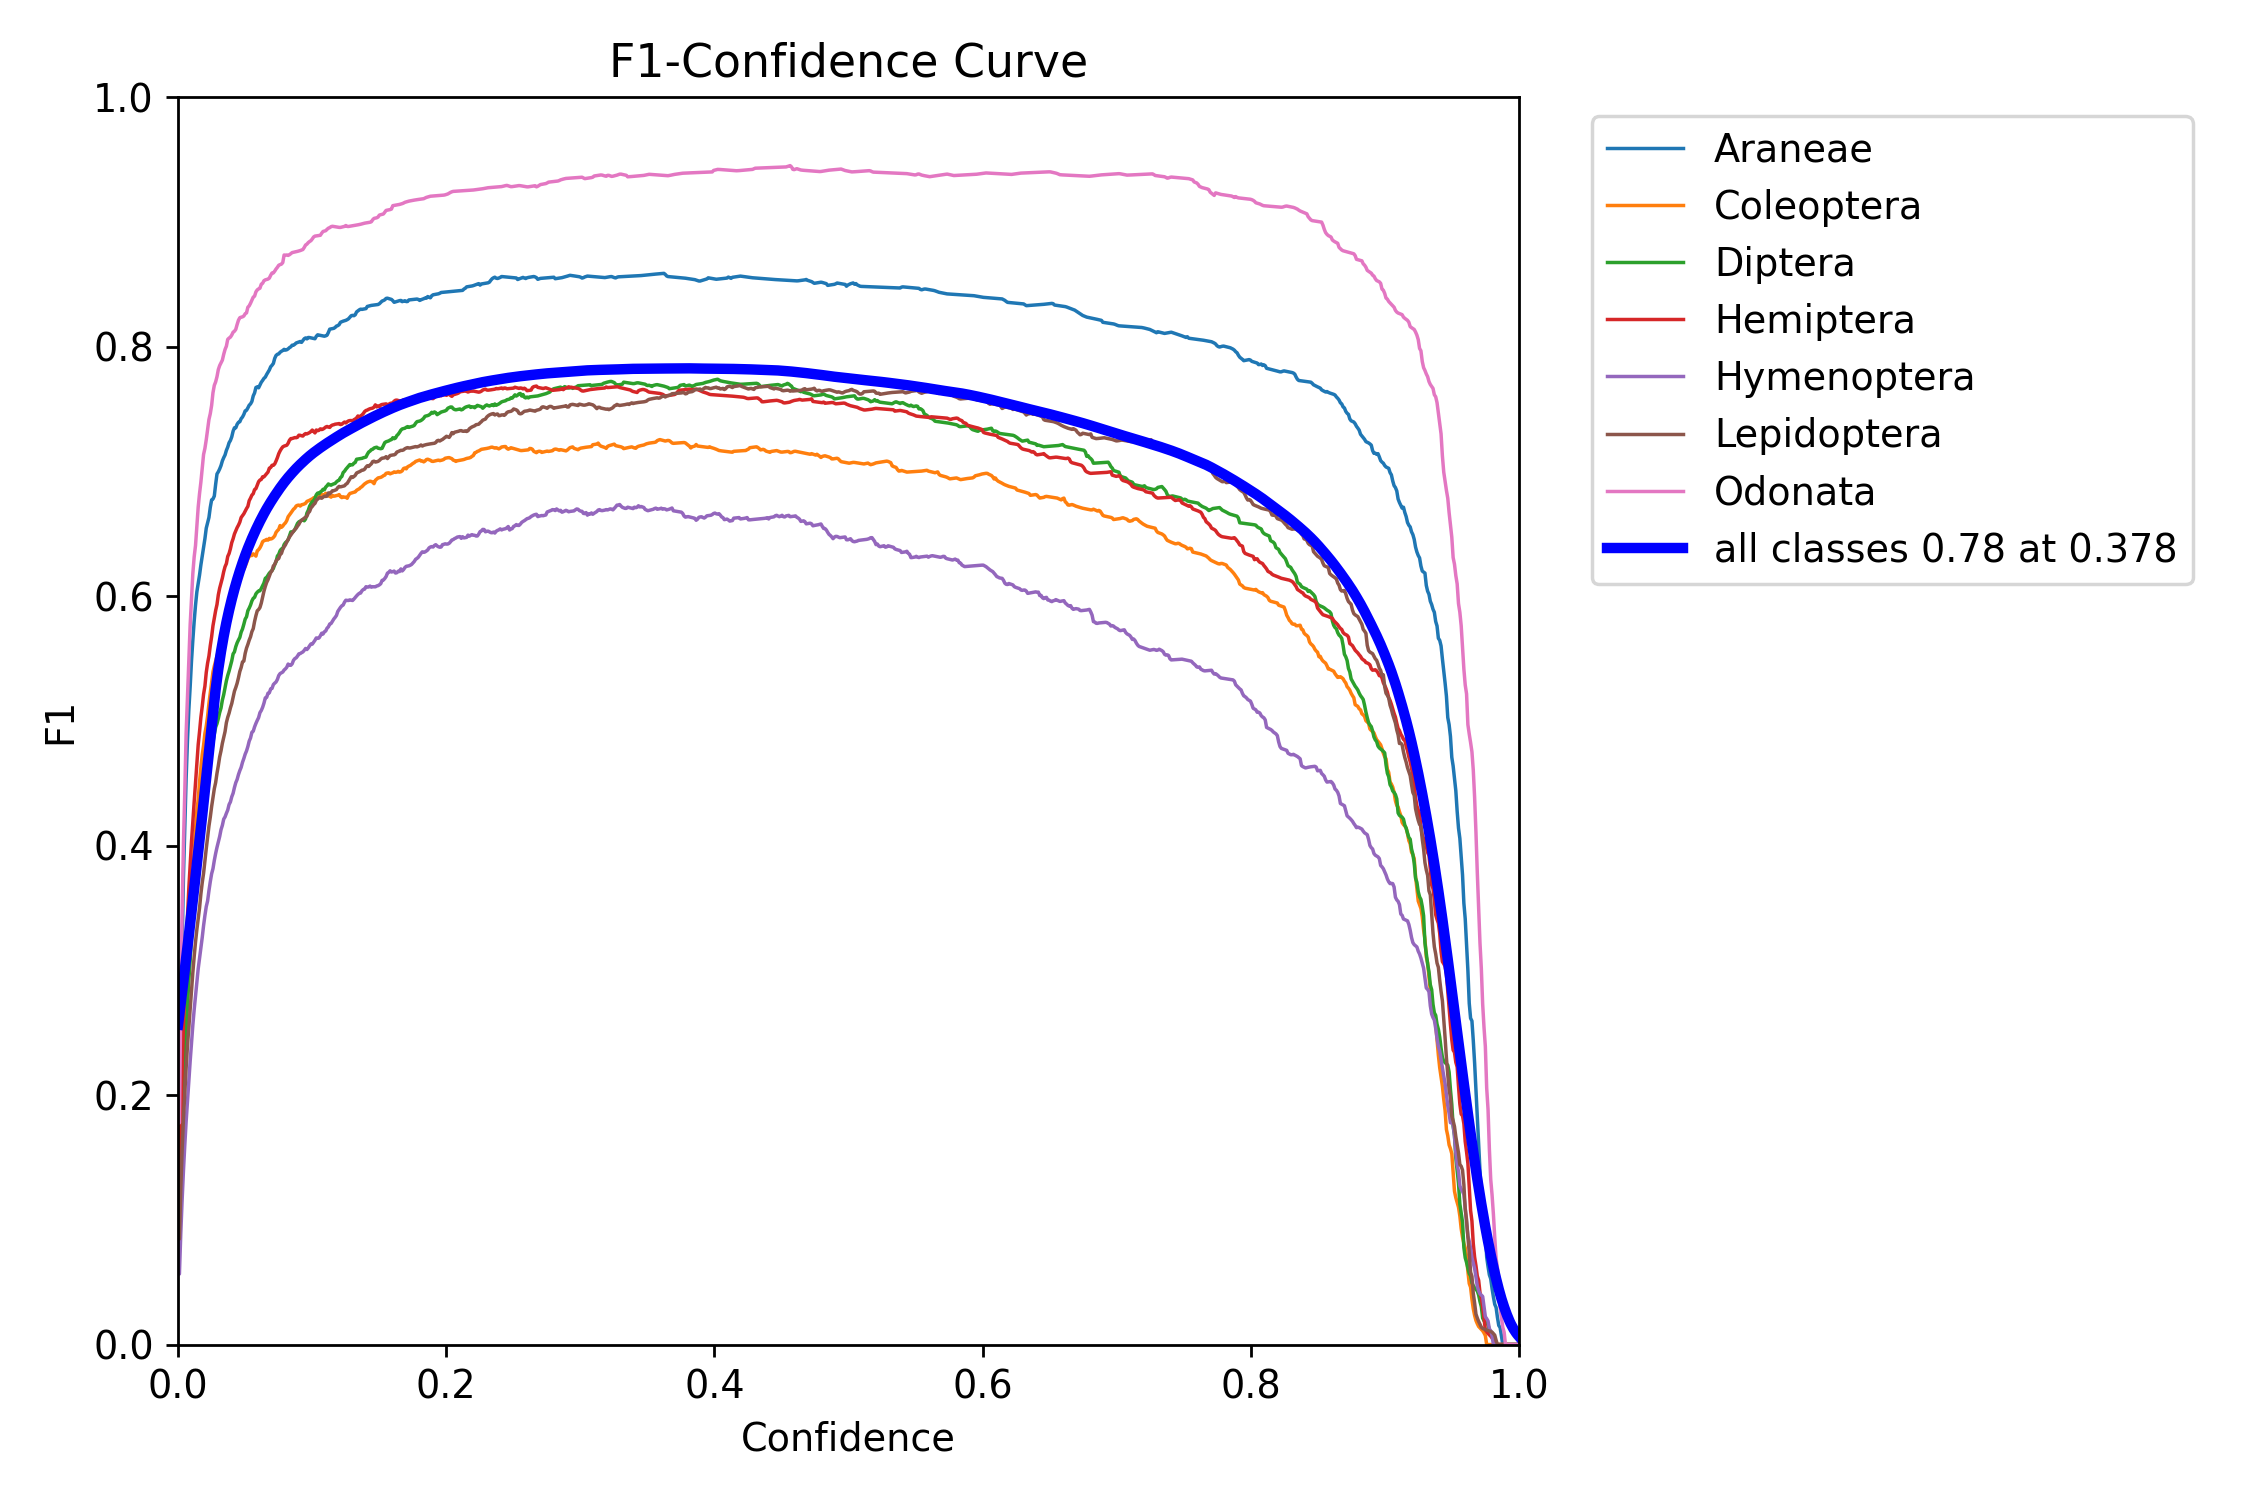 F1-Confidence Curve
1.0
0.8
0.6
0.4
0.2
0.0
F1
0.0 0.2 0.4 0.6 0.8 1.0
Confidence
Araneae
Coleoptera
Diptera
Hemiptera
Hymenoptera
Lepidoptera
Odonata
all classes 0.78 at 0.378